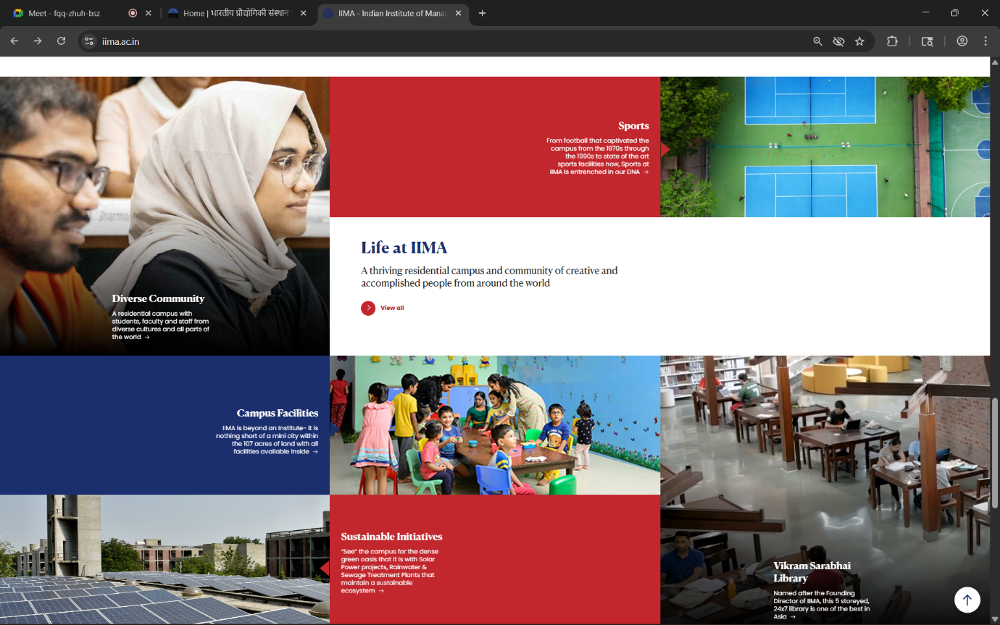 Meet - fqq-zhuh-bsz
Home | भारतीय प्रौद्योगिकी संस्थान
IIMA - Indian Institute of Mana
iima.ac.in
Sports
From football that captivated the
campus from the 1970s through
the 1990s to state of the art
sports facilities now, Sports at
IIMA is entrenched in our DNA →
Sharma
Life at IIMA
A thriving residential campus and community of creative and
accomplished people from around the world
View all
Diverse Community
A residential campus with
students, faculty and staff from
diverse cultures and all parts of
the world →
Campus Facilities
IIMA is beyond an Institute- it is
nothing short of a mini city within
the 107 acres of land with all
facilities available inside →
Sustainable Initiatives
"See" the campus for the dense
green oasis that it is with Solar
Power projects, Rainwater &
Sewage Treatment Plants that
maintain a sustainable
ecosystem →
Vikram Sarabhai
Library
Named after the Founding
Director of IIMA, this 5 storeyed,
24x7 library is one of the best in
Asia →